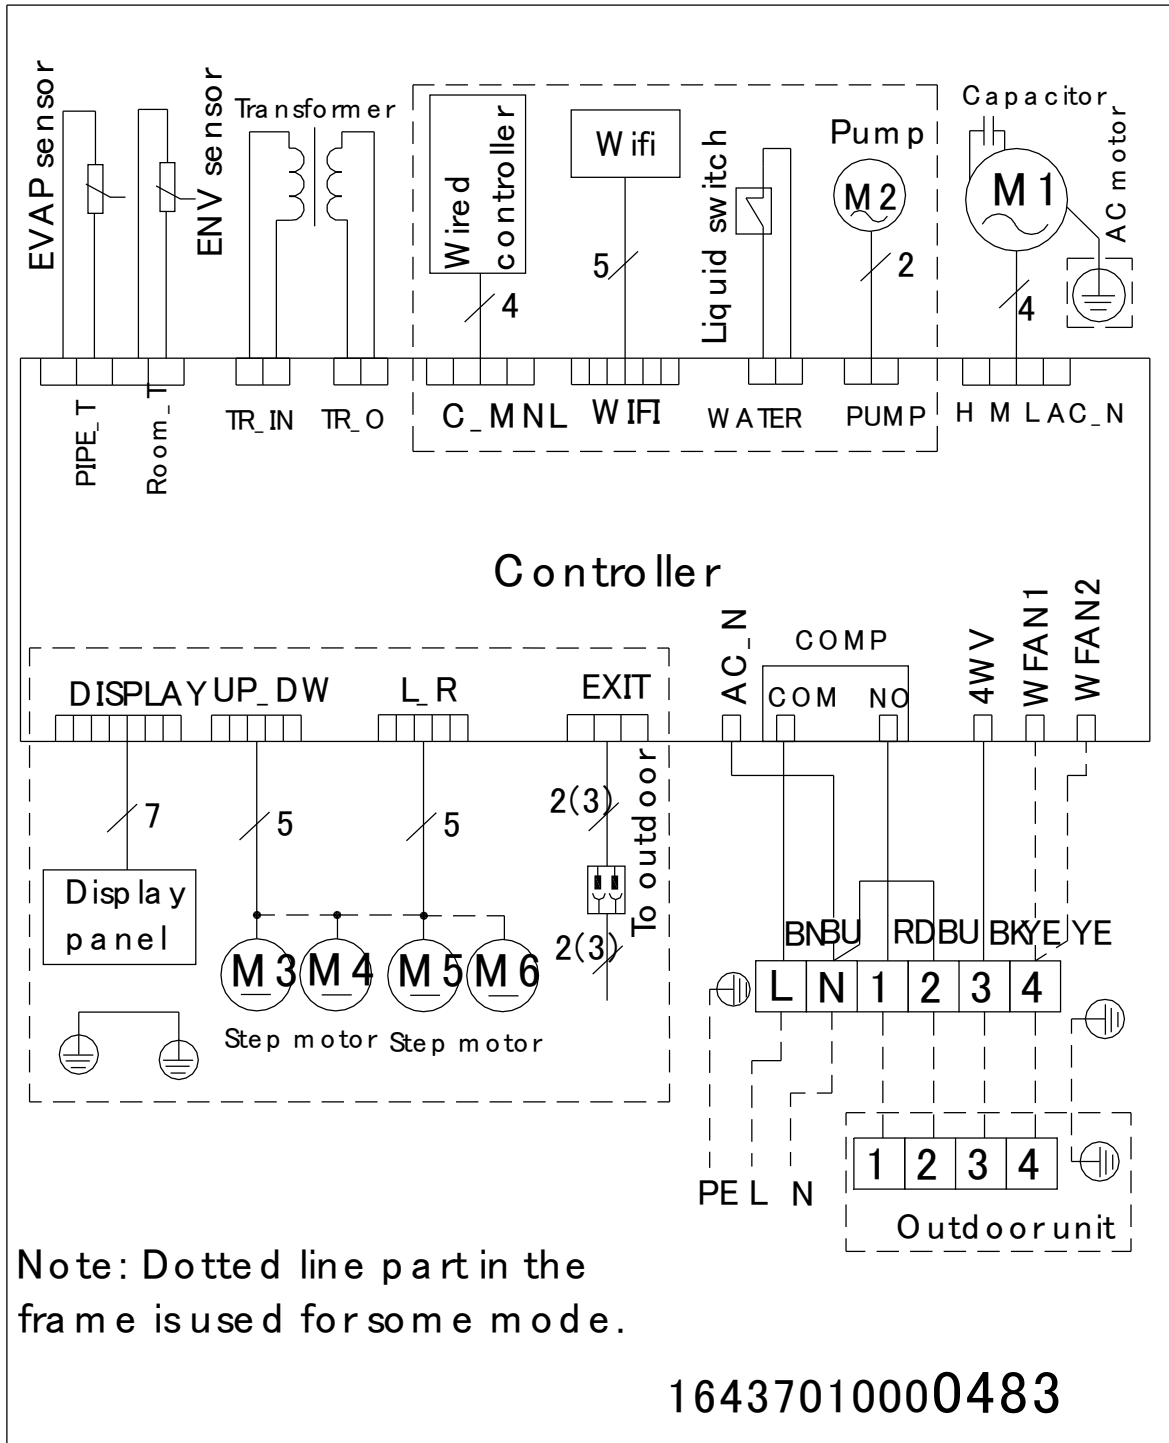 EVAP sensor
ENV sensor
Transformer
Wired
controller
Wifi
Liquid switch
Pump
M2
Capacitor
M1
AC motor
4
5
2
4
PIPE_T
Room_T
TR_IN
TR_O
C_MNL
WIFI
WATER
PUMP
H M L AC_N
Controller
DISPLAY
UP_DW
L_R
EXIT
AC_N
COMP
COM
NO
4WV
WFAN1
WFAN2
7
5
5
2(3)
To outdoor
2(3)
Display
panel
M3
M4
M5
M6
Step motor
Step motor
BN
BU
RD
BU
BK
YE
YE
L N 1 2 3 4
PE L N
1 2 3 4
Outdoor unit
Note: Dotted line part in the
frame is used for some mode.
16437010000483